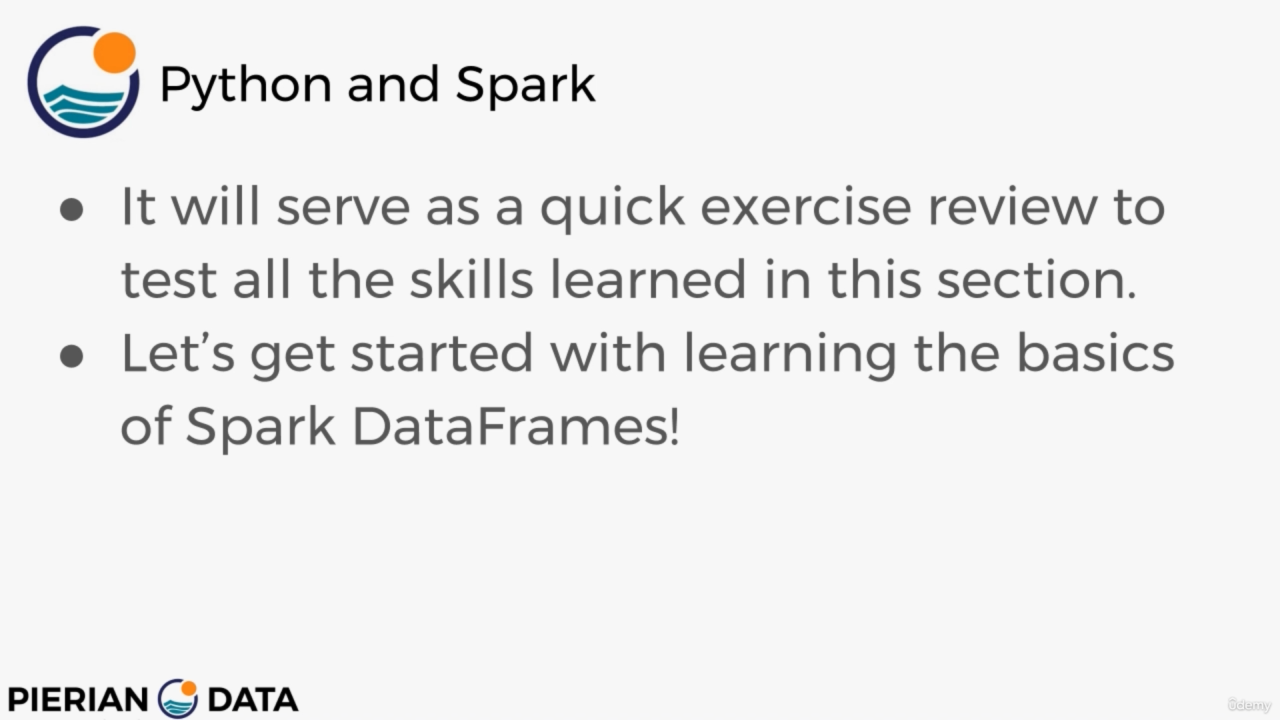 Python and Spark
● It will serve as a quick exercise review to
test all the skills learned in this section.
● Let’s get started with learning the basics
of Spark DataFrames!
PIERIAN DATA
ûdemy